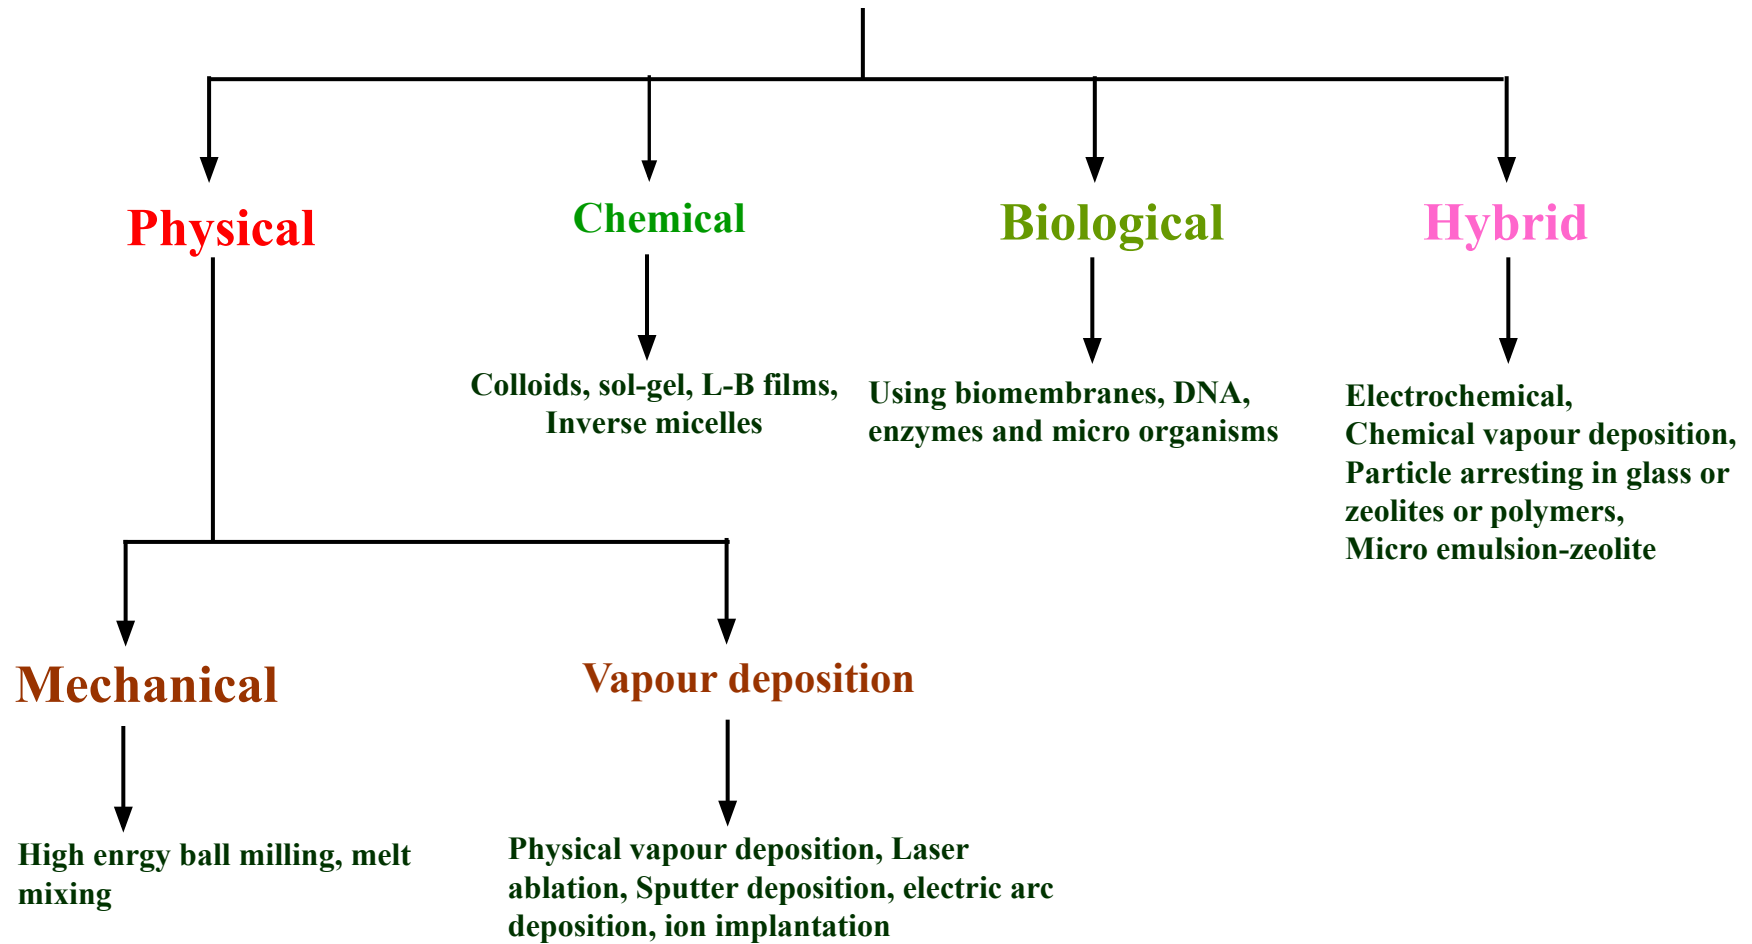 Physical
Chemical
Biological
Hybrid
Colloids, sol-gel, L-B films,
Inverse micelles
Using biomembranes, DNA,
enzymes and micro organisms
Electrochemical,
Chemical vapour deposition,
Particle arresting in glass or
zeolites or polymers,
Micro emulsion-zeolite
Mechanical
Vapour deposition
High enrgy ball milling, melt
mixing
Physical vapour deposition, Laser
ablation, Sputter deposition, electric arc
deposition, ion implantation